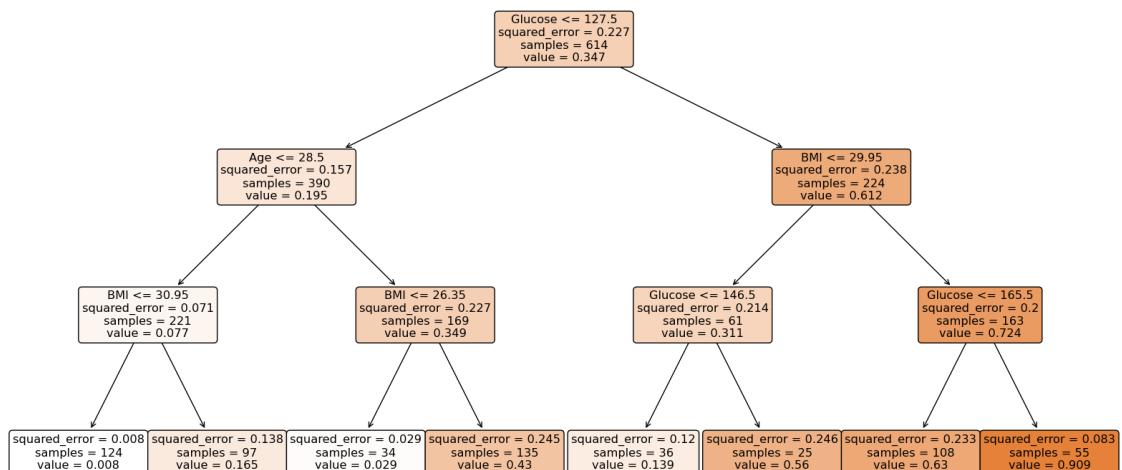 Glucose <= 127.5
squared_error = 0.227
samples = 614
value = 0.347
Age <= 28.5
squared_error = 0.157
samples = 390
value = 0.195
BMI <= 29.95
squared_error = 0.238
samples = 224
value = 0.612
BMI <= 30.95
squared_error = 0.071
samples = 221
value = 0.077
BMI <= 26.35
squared_error = 0.227
samples = 169
value = 0.349
Glucose <= 146.5
squared_error = 0.214
samples = 61
value = 0.311
Glucose <= 165.5
squared_error = 0.2
samples = 163
value = 0.724
squared_error = 0.008
samples = 124
value = 0.008
squared_error = 0.138
samples = 97
value = 0.165
squared_error = 0.029
samples = 34
value = 0.029
squared_error = 0.245
samples = 135
value = 0.43
squared_error = 0.12
samples = 36
value = 0.139
squared_error = 0.246
samples = 25
value = 0.56
squared_error = 0.233
samples = 108
value = 0.63
squared_error = 0.083
samples = 55
value = 0.909